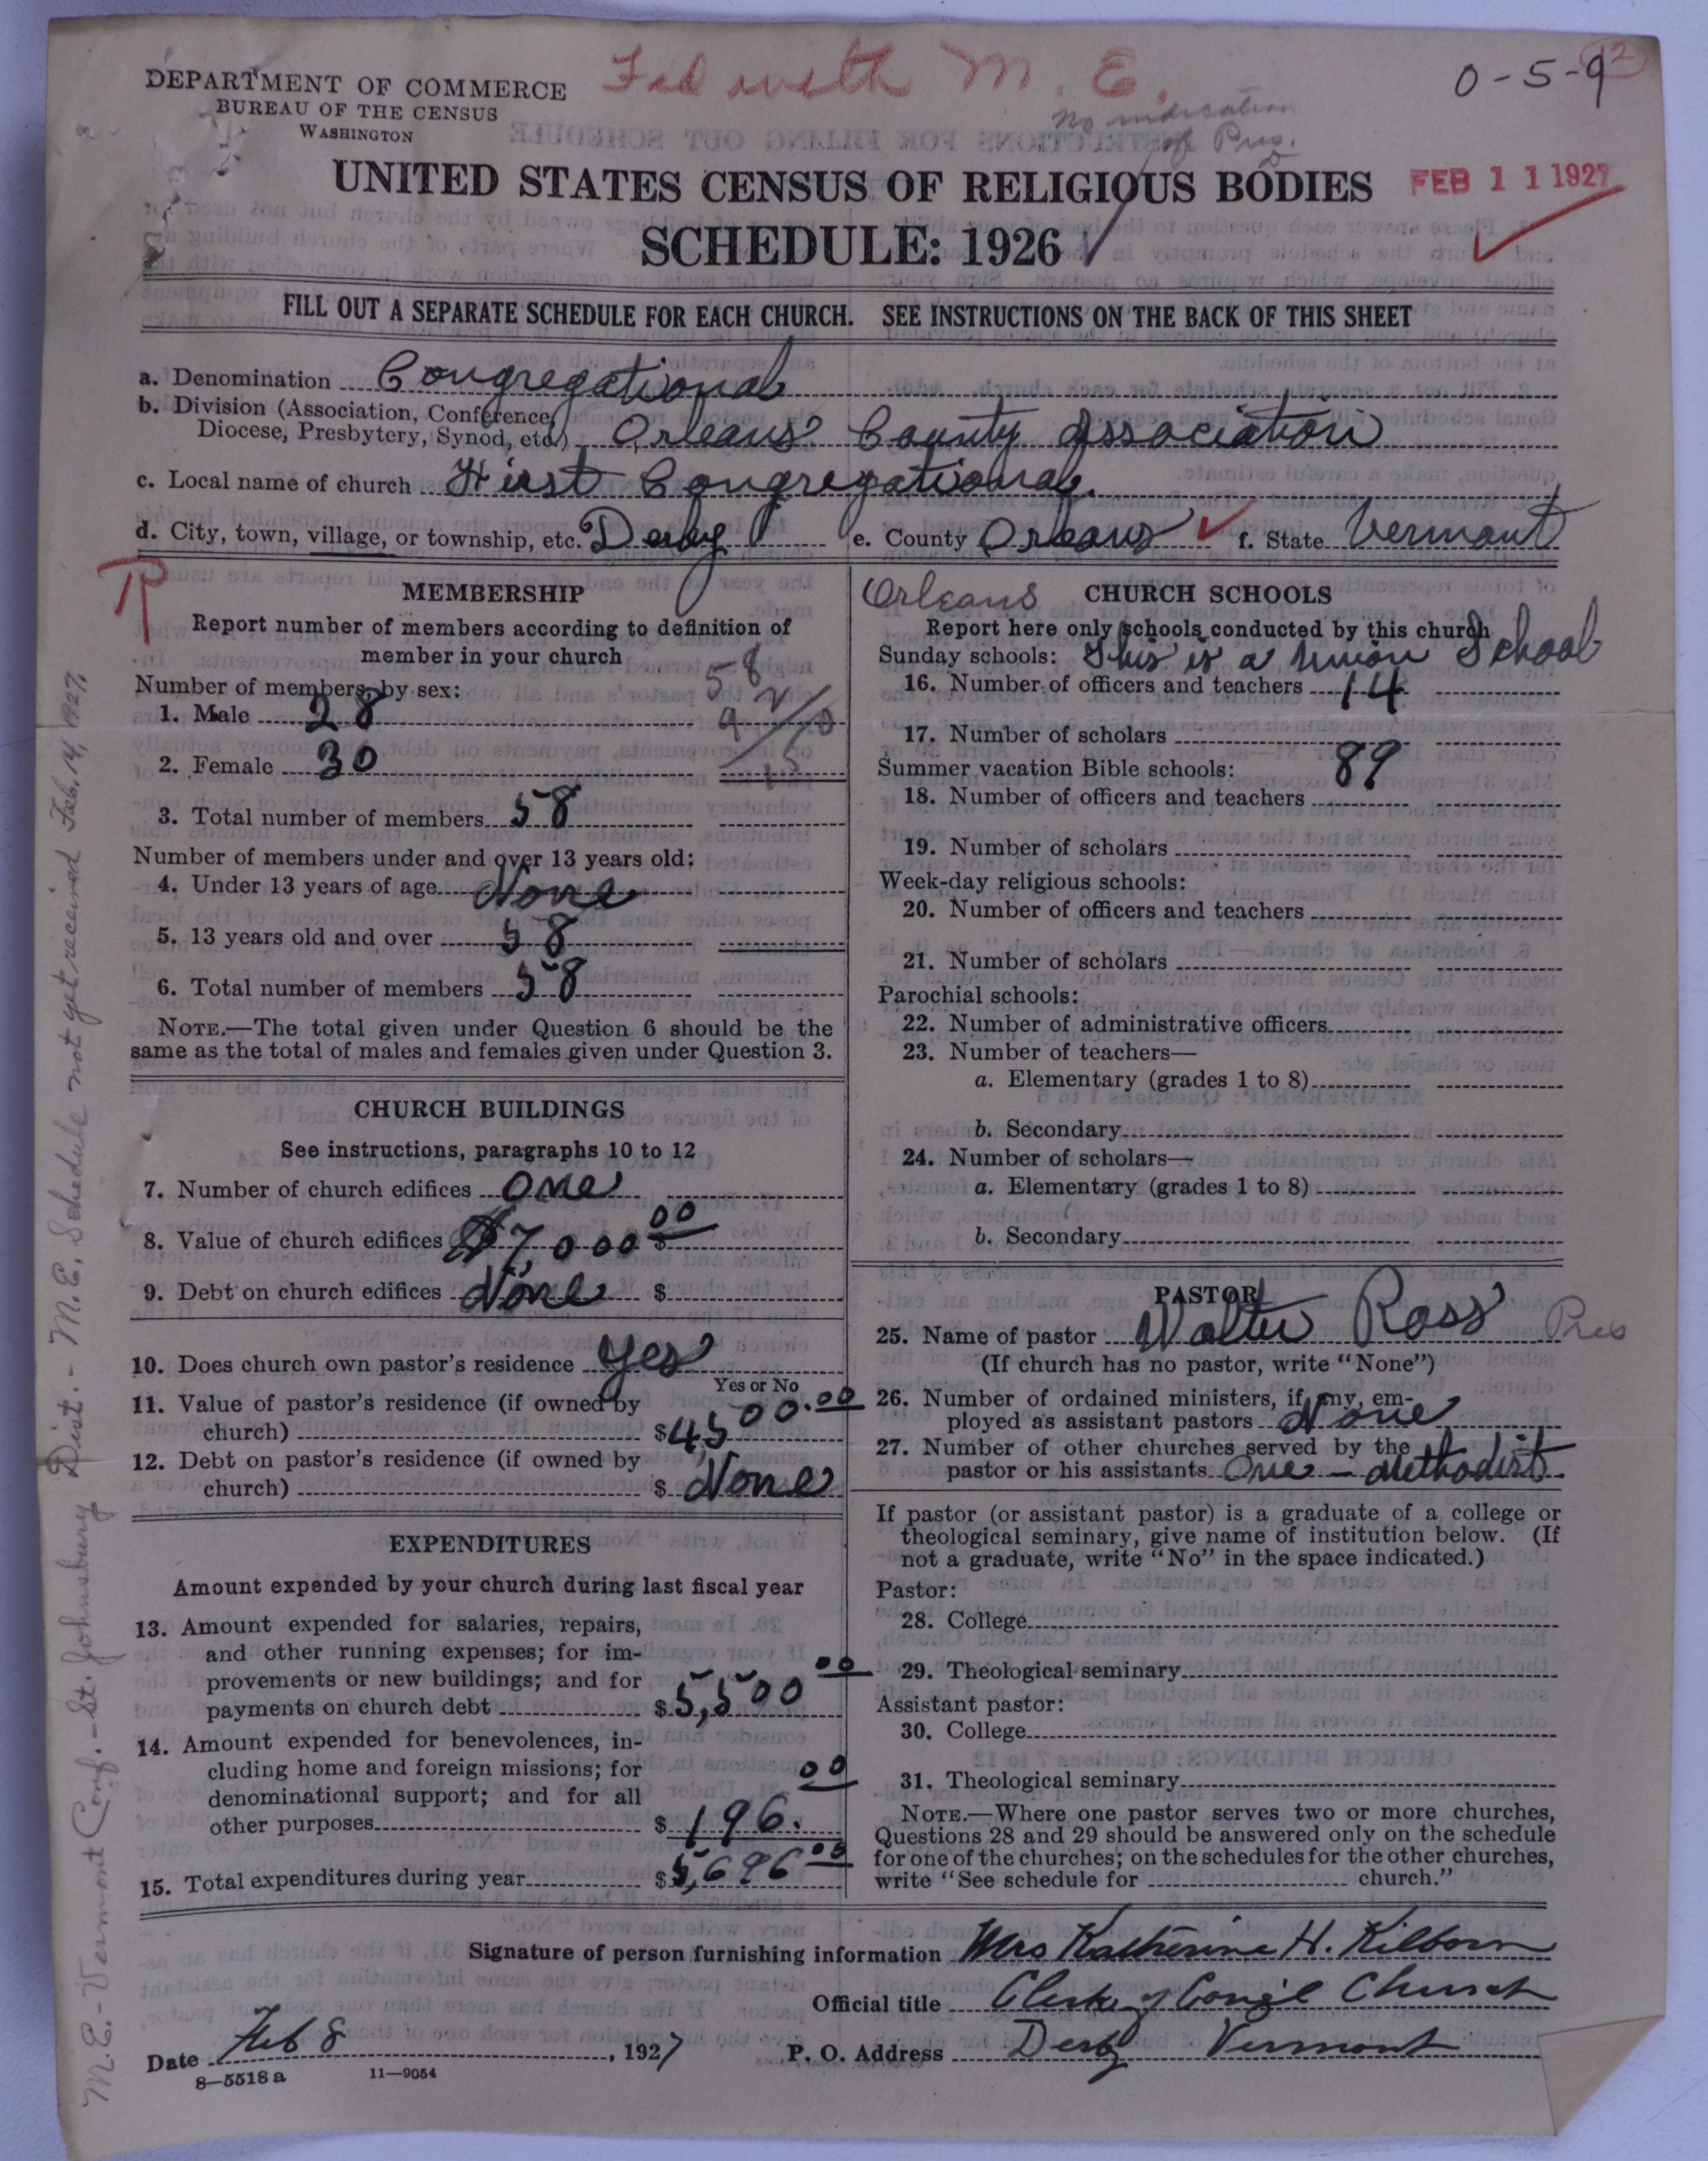 DEPARTMENT OF COMMERCE
BUREAU OF THE CENSUS
WASHINGTON
Fed with M. E.
No indication
of Pres.
0-5-9
12
UNITED STATES CENSUS OF RELIGIOUS BODIES
FEB 11 1927
SCHEDULE: 1926
FILL OUT A SEPARATE SCHEDULE FOR EACH CHURCH. SEE INSTRUCTIONS ON THE BACK OF THIS SHEET
a. Denomination Congregational
b. Division (Association, Conference,
Diocese, Presbytery, Synod, etc.) Orleans County Association
c. Local name of church First Congregational.
d. City, town, village, or township, etc. Derby e. County Orleans f. State Vermont
MEMBERSHIP
Report number of members according to definition of
member in your church
58
Number of members, by sex:
1. Male 28
2. Female 30
3. Total number of members 58
Number of members under and over 13 years old:
4. Under 13 years of age None
5. 13 years old and over 58
6. Total number of members 58
NOTE.—The total given under Question 6 should be the
same as the total of males and females given under Question 3.
CHURCH BUILDINGS
See instructions, paragraphs 10 to 12
7. Number of church edifices one
8. Value of church edifices $7,000 00 $
9. Debt on church edifices None $
10. Does church own pastor's residence Yes
Yes or No
11. Value of pastor's residence (if owned by
church) $4500.00
12. Debt on pastor's residence (if owned by
church) $ None
EXPENDITURES
Amount expended by your church during last fiscal year
13. Amount expended for salaries, repairs,
and other running expenses; for im-
provements or new buildings; and for
payments on church debt $5,500 00
14. Amount expended for benevolences, in-
cluding home and foreign missions; for
denominational support; and for all
other purposes $ 196. 00
15. Total expenditures during year $5,696 00
Orleans CHURCH SCHOOLS
Report here only schools conducted by this church
Sunday schools: This is a Union School
16. Number of officers and teachers 14
17. Number of scholars 89
Summer vacation Bible schools:
18. Number of officers and teachers
19. Number of scholars
Week-day religious schools:
20. Number of officers and teachers
21. Number of scholars
Parochial schools:
22. Number of administrative officers
23. Number of teachers—
a. Elementary (grades 1 to 8)
b. Secondary
24. Number of scholars—
a. Elementary (grades 1 to 8)
b. Secondary
PASTOR
25. Name of pastor Walter Ross Pres
(If church has no pastor, write "None")
26. Number of ordained ministers, if any, em-
ployed as assistant pastors None
27. Number of other churches served by the
pastor or his assistants One - Methodist
If pastor (or assistant pastor) is a graduate of a college or
theological seminary, give name of institution below. (If
not a graduate, write "No" in the space indicated.)
Pastor:
28. College
29. Theological seminary
Assistant pastor:
30. College
31. Theological seminary
NOTE.—Where one pastor serves two or more churches,
Questions 28 and 29 should be answered only on the schedule
for one of the churches; on the schedules for the other churches,
write "See schedule for church."
Signature of person furnishing information Mrs Katherine H. Kilborn
Official title Clerk of Cong'l Church
Date Feb 8, 1927 P. O. Address Derby Vermont
8—5518 a 11—9054
M.E.-Vermont Conf.-St. Johnsbury Dist.- M.E. Schedule not yet received Feb, 14, 1927.